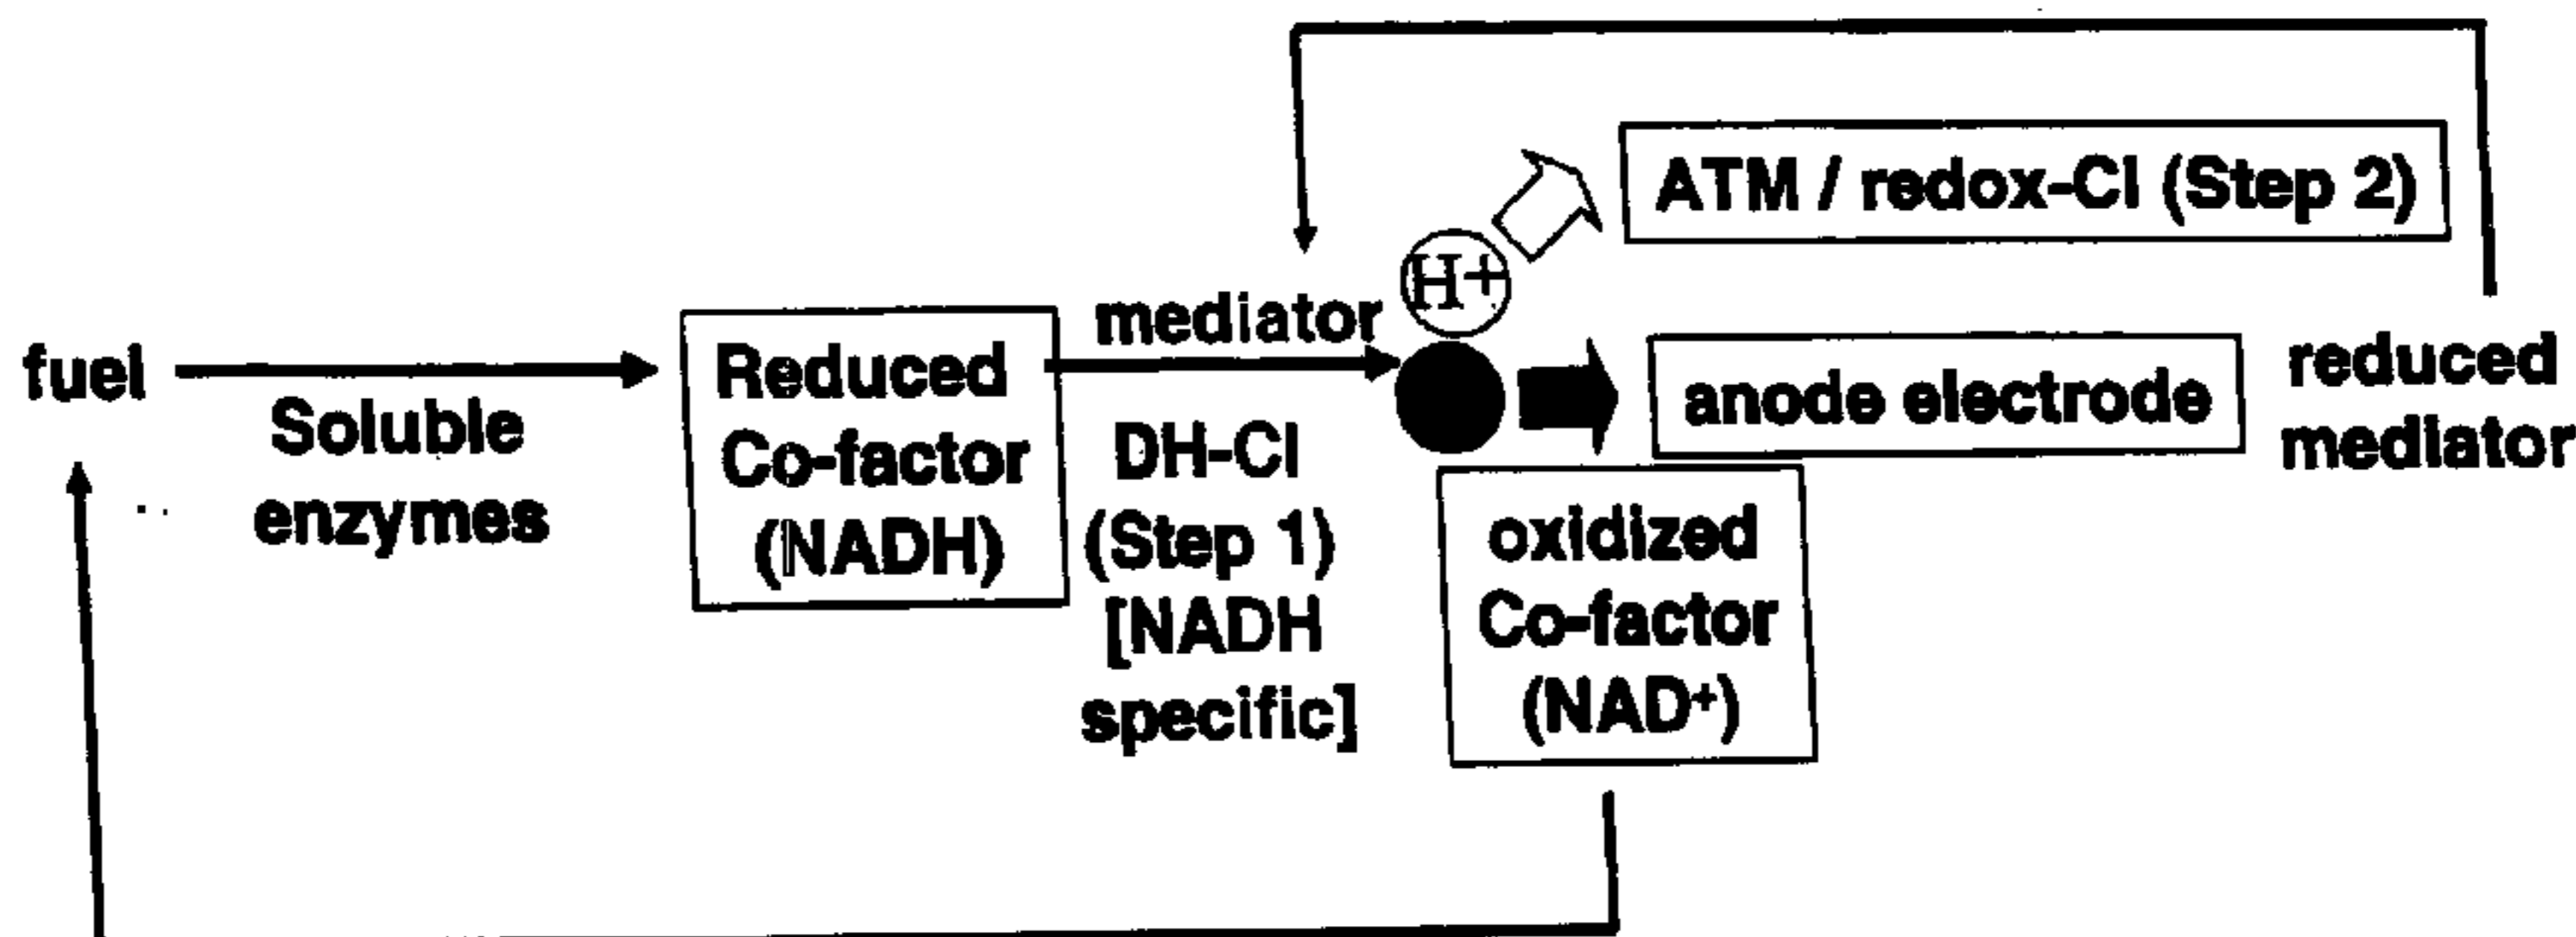 ATM / redox-CI (Step 2)
H+
mediator
fuel
Soluble
enzymes
Reduced
Co-factor
(NADH)
DH-CI
(Step 1)
[NADH
specific]
anode electrode
reduced
mediator
oxidized
Co-factor
(NAD⁺)